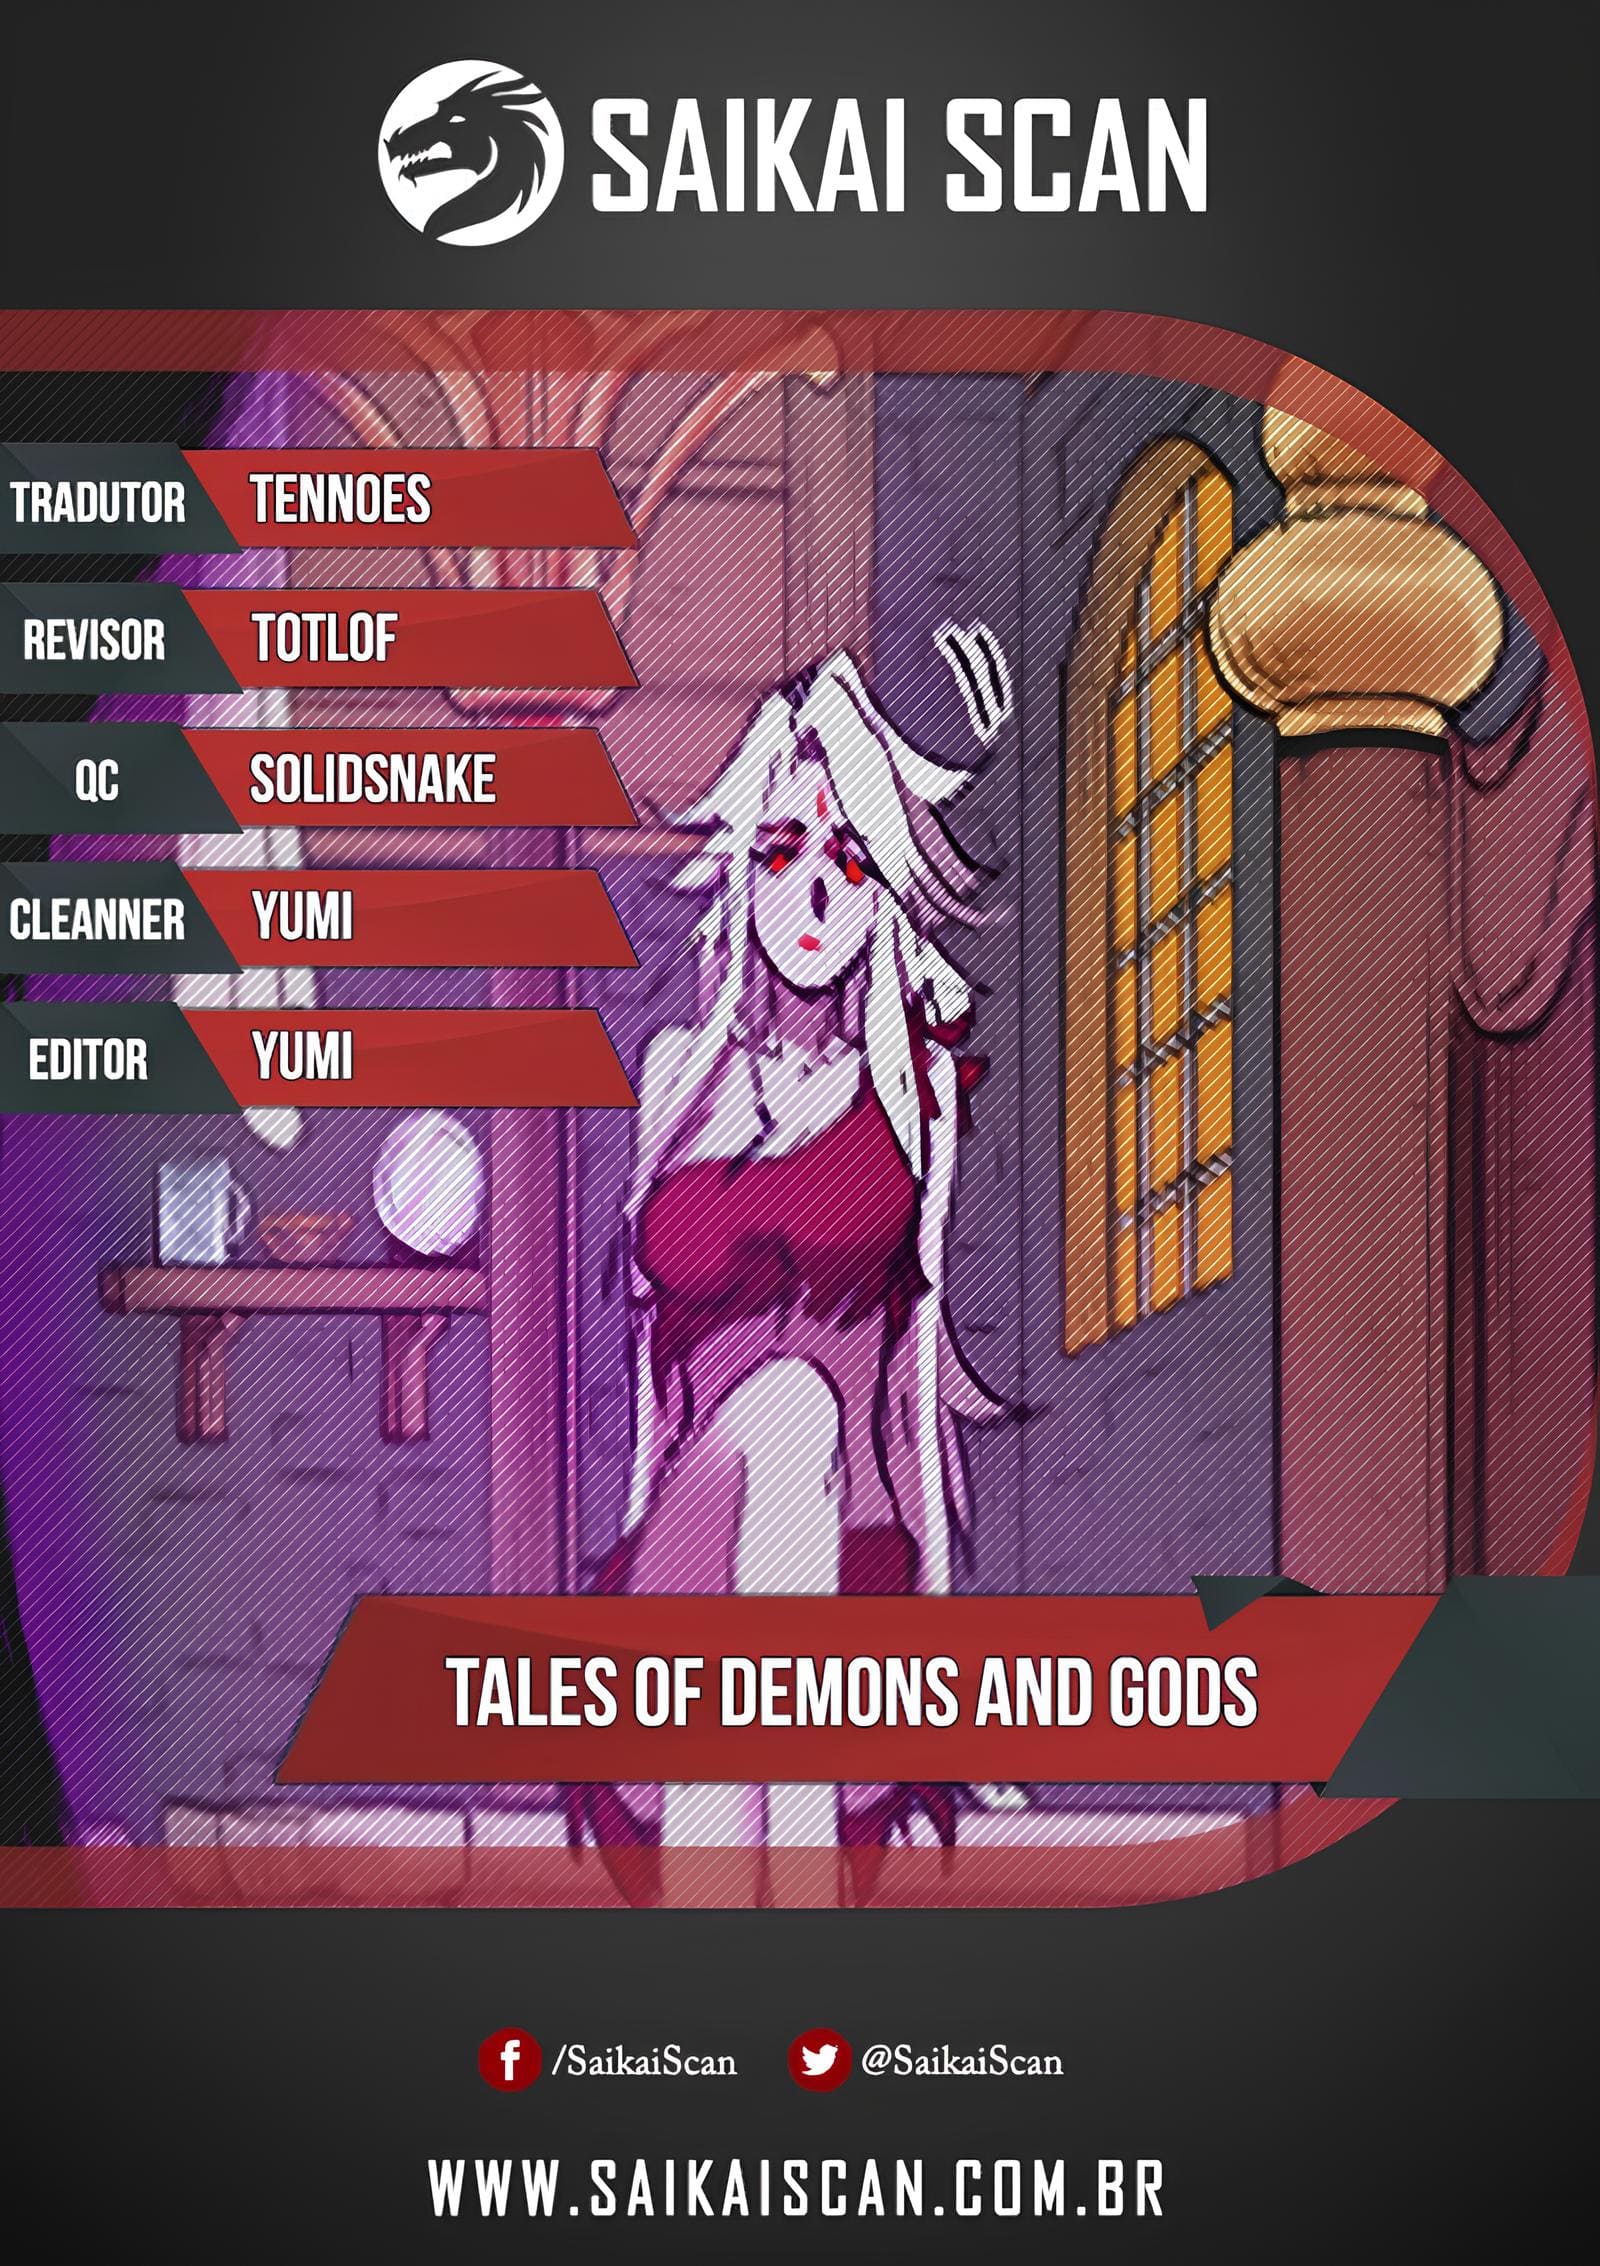 SAIKAI SCAN
TRADUTOR TENNOES
REVISOR TOTLOF
QC SOLIDSNAKE
CLEANNER YUMI
EDITOR YUMI
TALES OF DEMONS AND GODS
/SaikaiScan @SaikaiScan
WWW.SAIKAISCAN.COM.BR